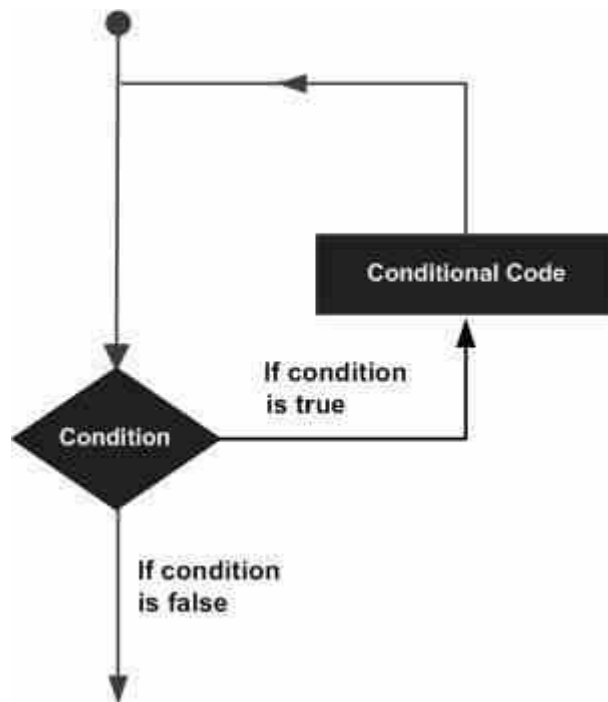 Conditional Code
If condition
is true
Condition
If condition
is false